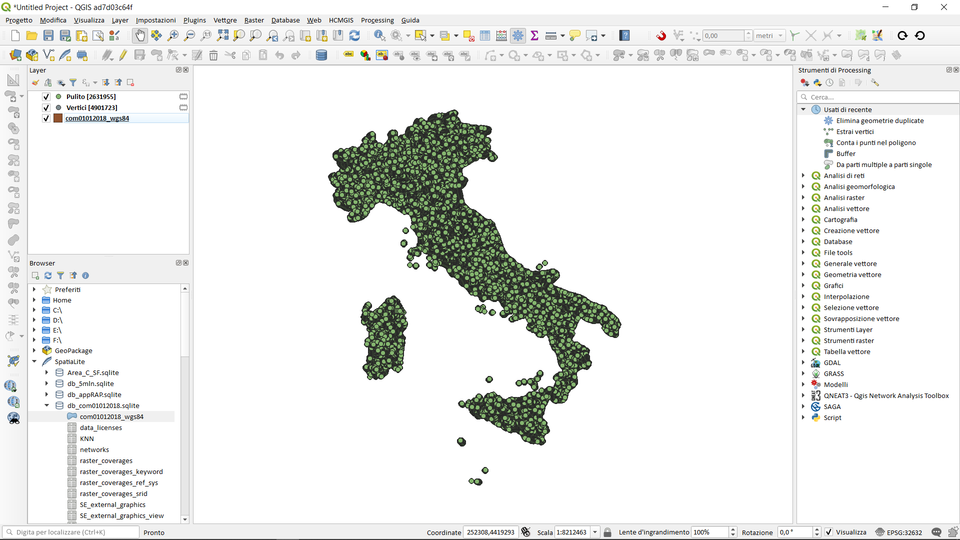 *Untitled Project - QGIS ad7d03c64f
Progetto Modifica Visualizza Layer Impostazioni Plugins Vettore Raster Database Web HCMGIS Processing Guida
0,00 metri
Layer
Pulito [2631955]
Vertici [4901723]
com01012018_wgs84
Browser
Preferiti
Home
C:\
D:\
E:\
F:\
GeoPackage
SpatiaLite
Area_C_SF.sqlite
db_5mln.sqlite
db_appRAP.sqlite
db_com01012018.sqlite
com01012018_wgs84
data_licenses
KNN
networks
raster_coverages
raster_coverages_keyword
raster_coverages_ref_sys
raster_coverages_srid
SE_external_graphics
SE_external_graphics_view
Strumenti di Processing
Cerca...
Usati di recente
Elimina geometrie duplicate
Estrai vertici
Conta i punti nel poligono
Buffer
Da parti multiple a parti singole
Analisi di reti
Analisi geomorfologica
Analisi raster
Analisi vettore
Cartografia
Creazione vettore
Database
File tools
Generale vettore
Geometria vettore
Grafici
Interpolazione
Selezione vettore
Sovrapposizione vettore
Strumenti Layer
Strumenti raster
Tabella vettore
GDAL
GRASS
Modelli
QNEAT3 - Qgis Network Analysis Toolbox
SAGA
Script
Digita per localizzare (Ctrl+K) Pronto Coordinate 252308,4419293 Scala 1:8212463 Lente d'ingrandimento 100% Rotazione 0,0 ° Visualizza EPSG:32632